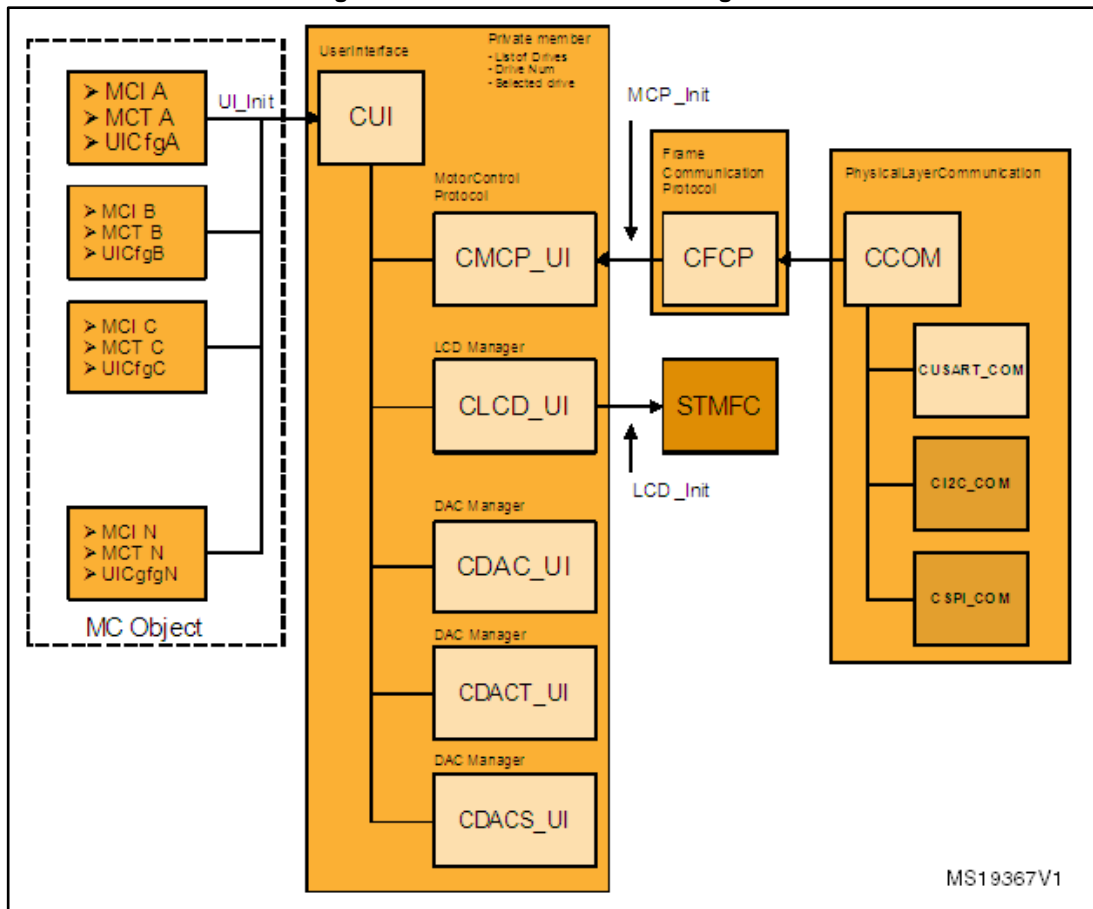 UserInterface
Private member
- List of Drives
- Drive Num
- Selected drive
➤ MCI A
➤ MCT A
➤ UICfgA
UI_Init
CUI
MCP_Init
➤ MCI B
➤ MCT B
➤ UICfgB
MotorControl
Protocol
CMCP_UI
Frame
Communication
Protocol
CFCP
PhysicalLayerCommunication
CCOM
➤ MCI C
➤ MCT C
➤ UICfgC
LCD Manager
CLCD_UI
STMFC
LCD_Init
CUSART_COM
CI2C_COM
CSPI_COM
➤ MCI N
➤ MCT N
➤ UICgfgN
MC Object
DAC Manager
CDAC_UI
DAC Manager
CDACT_UI
DAC Manager
CDACS_UI
MS19367V1